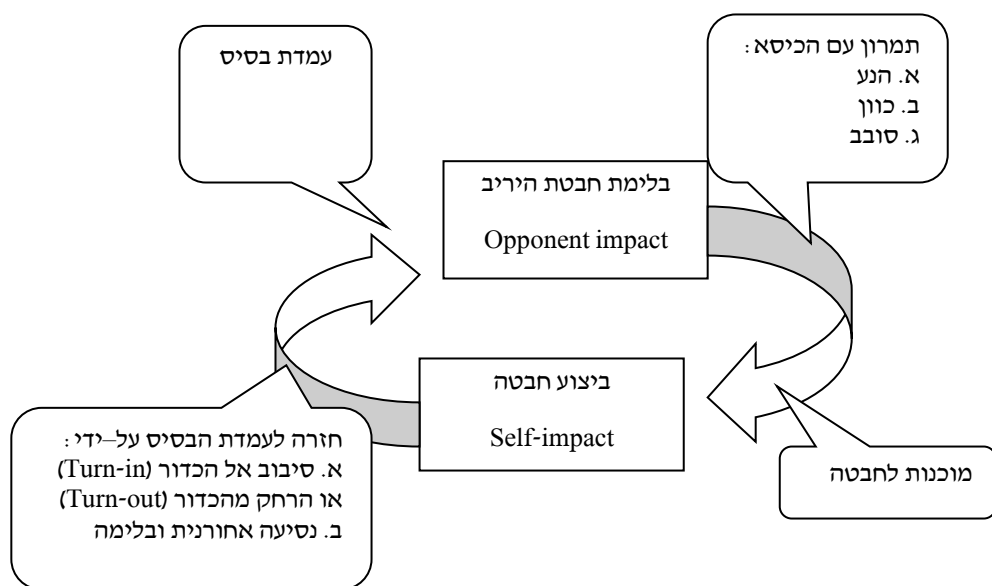 עמדת בסיס
תמרון עם הכיסא:
א. הנע
ב. כוון
ג. סובב
בלימת חבטת היריב
Opponent impact
ביצוע חבטה
Self-impact
מוכנות לחבטה
חזרה לעמדת הבסיס על–ידי:
א. סיבוב אל הכדור (Turn-in)
או הרחק מהכדור (Turn-out)
ב. נסיעה אחורנית ובלימה